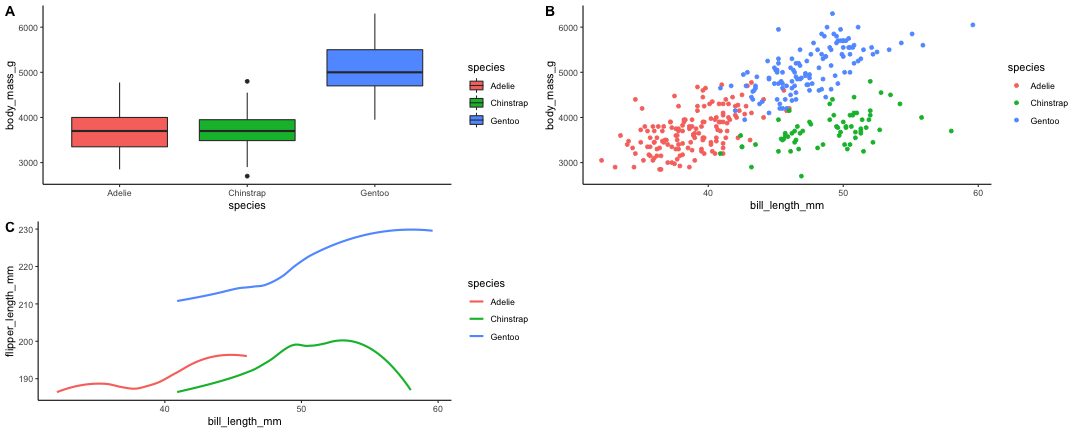 A
body_mass_g
6000
5000
4000
3000
Adelie
Chinstrap
Gentoo
species
species
Adelie
Chinstrap
Gentoo
B
body_mass_g
6000
5000
4000
3000
40
50
60
bill_length_mm
species
Adelie
Chinstrap
Gentoo
C
flipper_length_mm
230
220
210
200
190
40
50
60
bill_length_mm
species
Adelie
Chinstrap
Gentoo